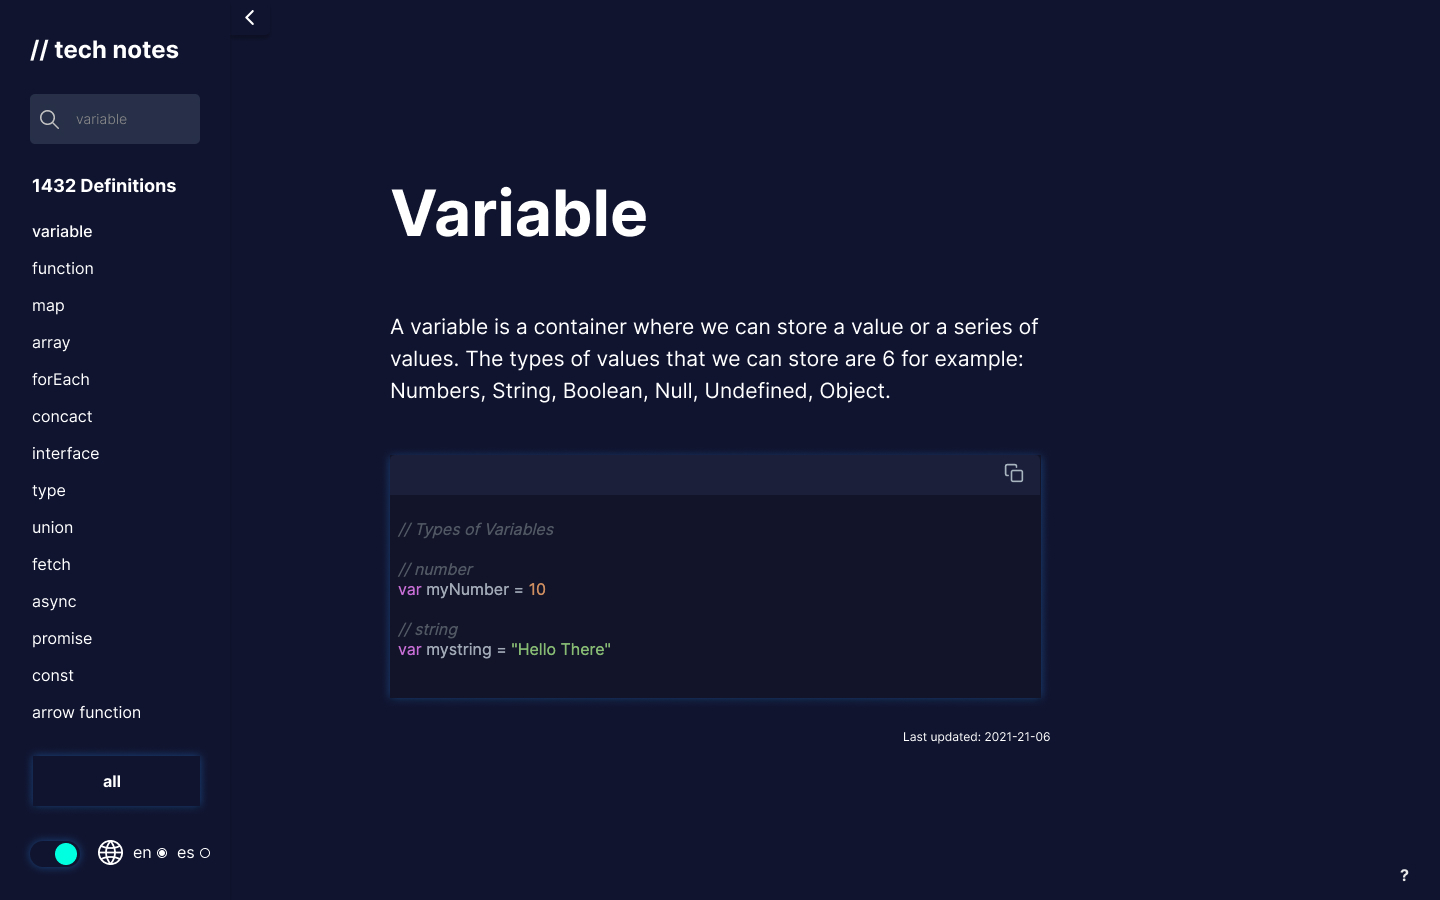 // tech notes
variable
1432 Definitions
variable
function
map
array
forEach
concact
interface
type
union
fetch
async
promise
const
arrow function
all
en es
Variable
A variable is a container where we can store a value or a series of
values. The types of values that we can store are 6 for example:
Numbers, String, Boolean, Null, Undefined, Object.
// Types of Variables
// number
var myNumber = 10
// string
var mystring = "Hello There"
Last updated: 2021-21-06
?